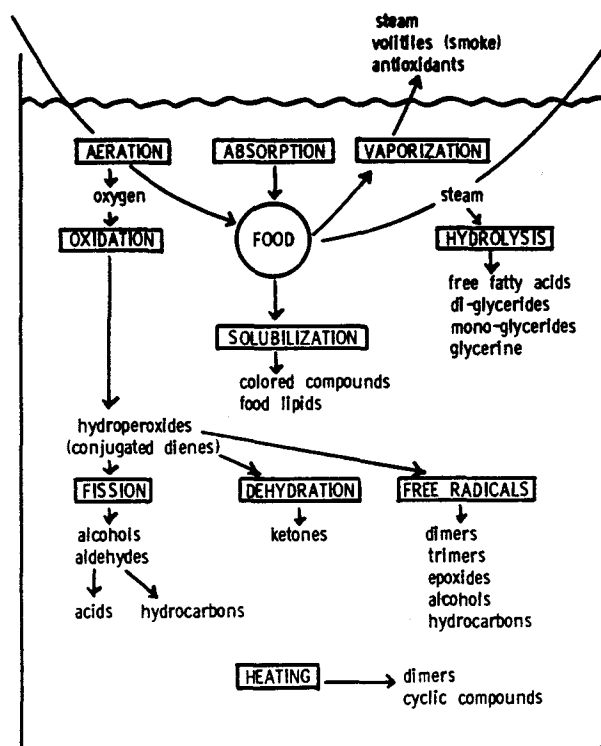 steam
volitiles (smoke)
antioxidants
AERATION
ABSORPTION
VAPORIZATION
oxygen
steam
OXIDATION
FOOD
HYDROLYSIS
free fatty acids
di-glycerides
mono-glycerides
glycerine
SOLUBILIZATION
colored compounds
food lipids
hydroperoxides
(conjugated dienes)
FISSION
DEHYDRATION
FREE RADICALS
alcohols
aldehydes
ketones
dimers
trimers
epoxides
alcohols
hydrocarbons
acids
hydrocarbons
HEATING
dimers
cyclic compounds